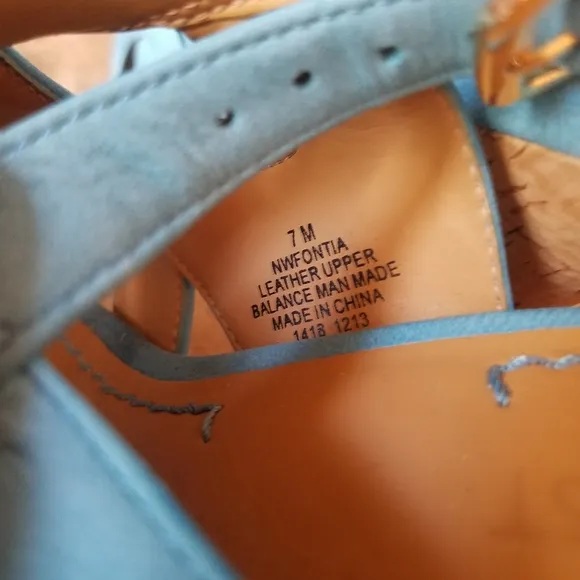 7 M
NWFONTIA
LEATHER UPPER
BALANCE MAN MADE
MADE IN CHINA
1418 1213